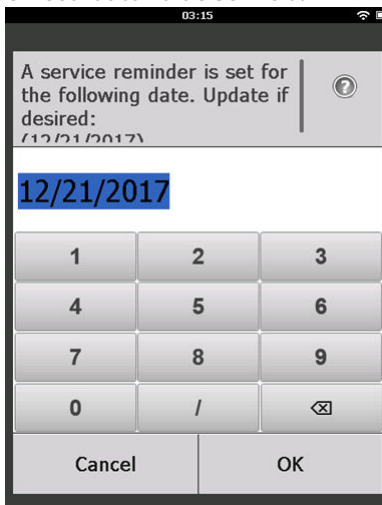 03:15
A service reminder is set for
the following date. Update if
desired:
(12/21/2017)
?
12/21/2017
1 2 3
4 5 6
7 8 9
0 /
Cancel OK